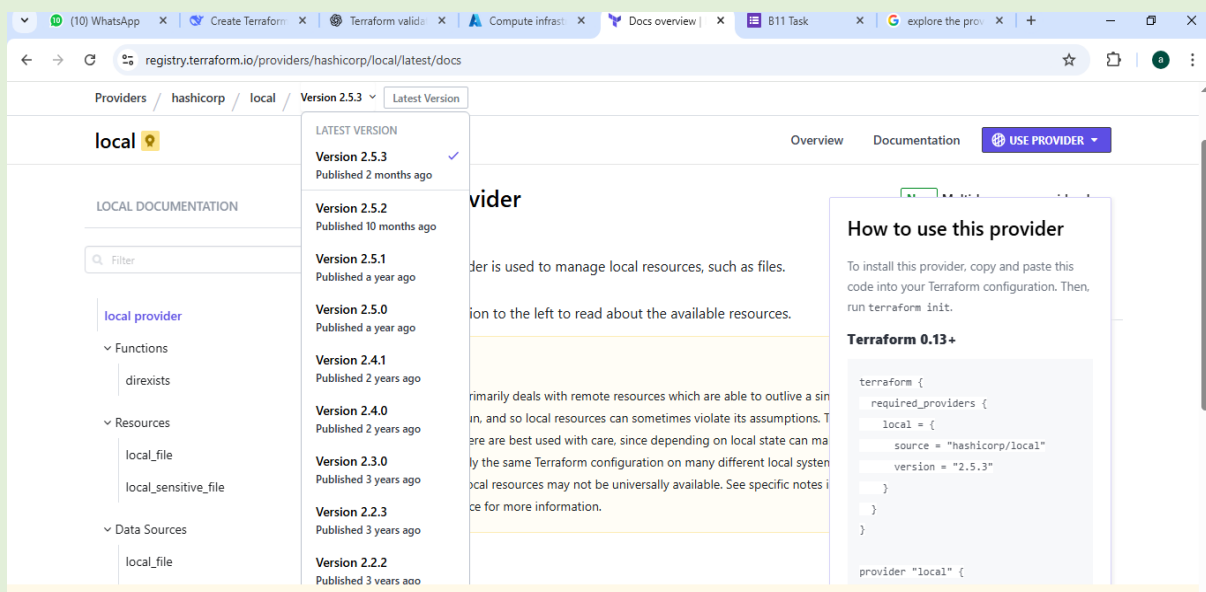 (10) WhatsApp
Create Terraform
Terraform valida
Compute infrast
Docs overview |
B11 Task
explore the prov
registry.terraform.io/providers/hashicorp/local/latest/docs
a
Providers / hashicorp / local / Version 2.5.3 Latest Version
local
Overview Documentation USE PROVIDER
LATEST VERSION
Version 2.5.3
Published 2 months ago
Version 2.5.2
Published 10 months ago
Version 2.5.1
Published a year ago
Version 2.5.0
Published a year ago
Version 2.4.1
Published 2 years ago
Version 2.4.0
Published 2 years ago
Version 2.3.0
Published 3 years ago
Version 2.2.3
Published 3 years ago
Version 2.2.2
Published 3 years ago
LOCAL DOCUMENTATION
Filter
local provider
Functions
direxists
Resources
local_file
local_sensitive_file
Data Sources
local_file
vider
der is used to manage local resources, such as files.
ion to the left to read about the available resources.
rimarily deals with remote resources which are able to outlive a sin
un, and so local resources can sometimes violate its assumptions. T
ere are best used with care, since depending on local state can ma
ly the same Terraform configuration on many different local system
ocal resources may not be universally available. See specific notes i
ce for more information.
How to use this provider
To install this provider, copy and paste this
code into your Terraform configuration. Then,
run terraform init.
Terraform 0.13+
terraform {
required_providers {
local = {
source = "hashicorp/local"
version = "2.5.3"
}
}
}
provider "local" {